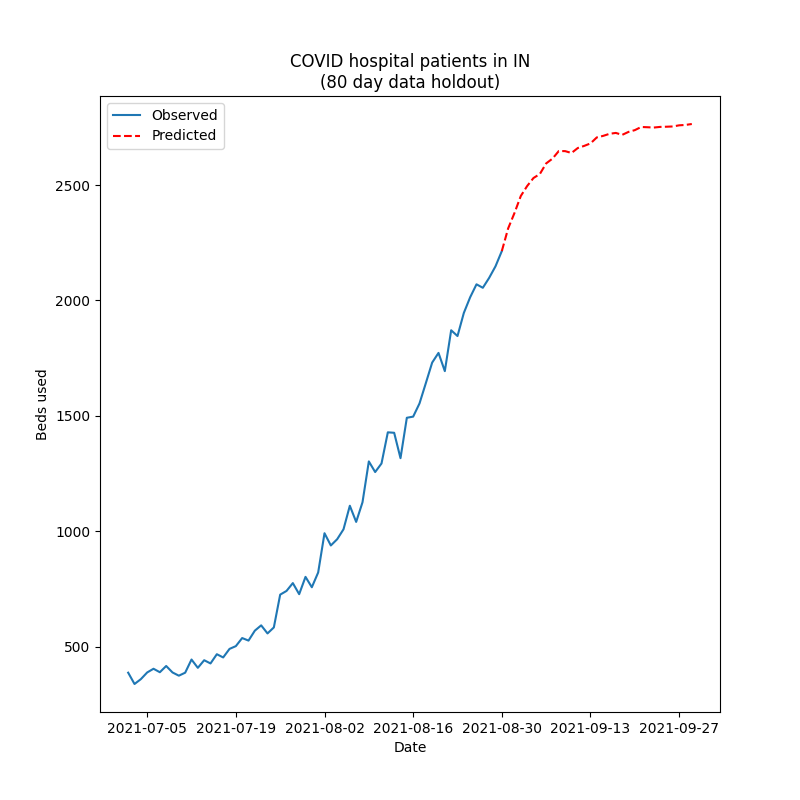 COVID hospital patients in IN
(80 day data holdout)
Observed
Predicted
Beds used
2500
2000
1500
1000
500
2021-07-05 2021-07-19 2021-08-02 2021-08-16 2021-08-30 2021-09-13 2021-09-27
Date